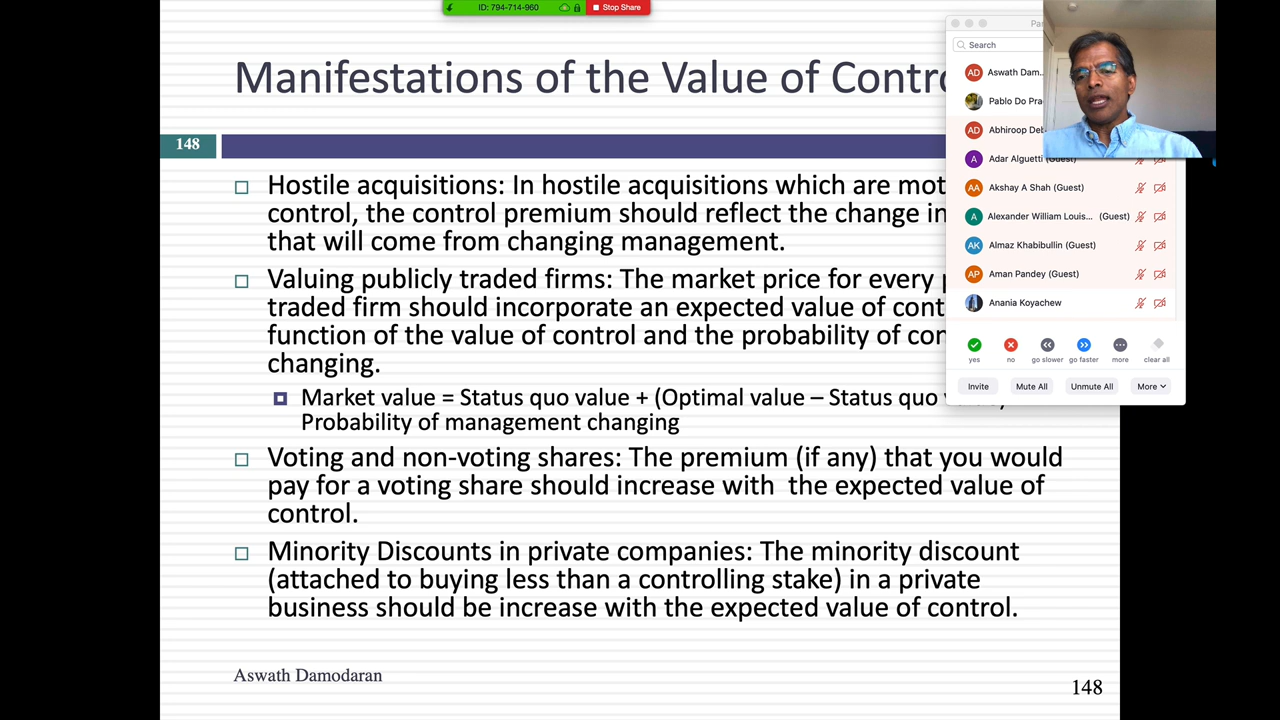 ID: 794-714-960
Stop Share
Manifestations of the Value of Contro
148
Hostile acquisitions: In hostile acquisitions which are mot
control, the control premium should reflect the change in
that will come from changing management.
Valuing publicly traded firms: The market price for every
traded firm should incorporate an expected value of cont
function of the value of control and the probability of con
changing.
Market value = Status quo value + (Optimal value – Status quo
Probability of management changing
Voting and non-voting shares: The premium (if any) that you would
pay for a voting share should increase with the expected value of
control.
Minority Discounts in private companies: The minority discount
(attached to buying less than a controlling stake) in a private
business should be increase with the expected value of control.
Aswath Damodaran
148
Search
AD Aswath Dam...
Pablo Do Pra
AD Abhiroop Deb
A Adar Alguetti (Guest)
AA Akshay A Shah (Guest)
A Alexander William Louis... (Guest)
AK Almaz Khabibullin (Guest)
AP Aman Pandey (Guest)
Anania Koyachew
yes no go slower go faster more clear all
Invite Mute All Unmute All More